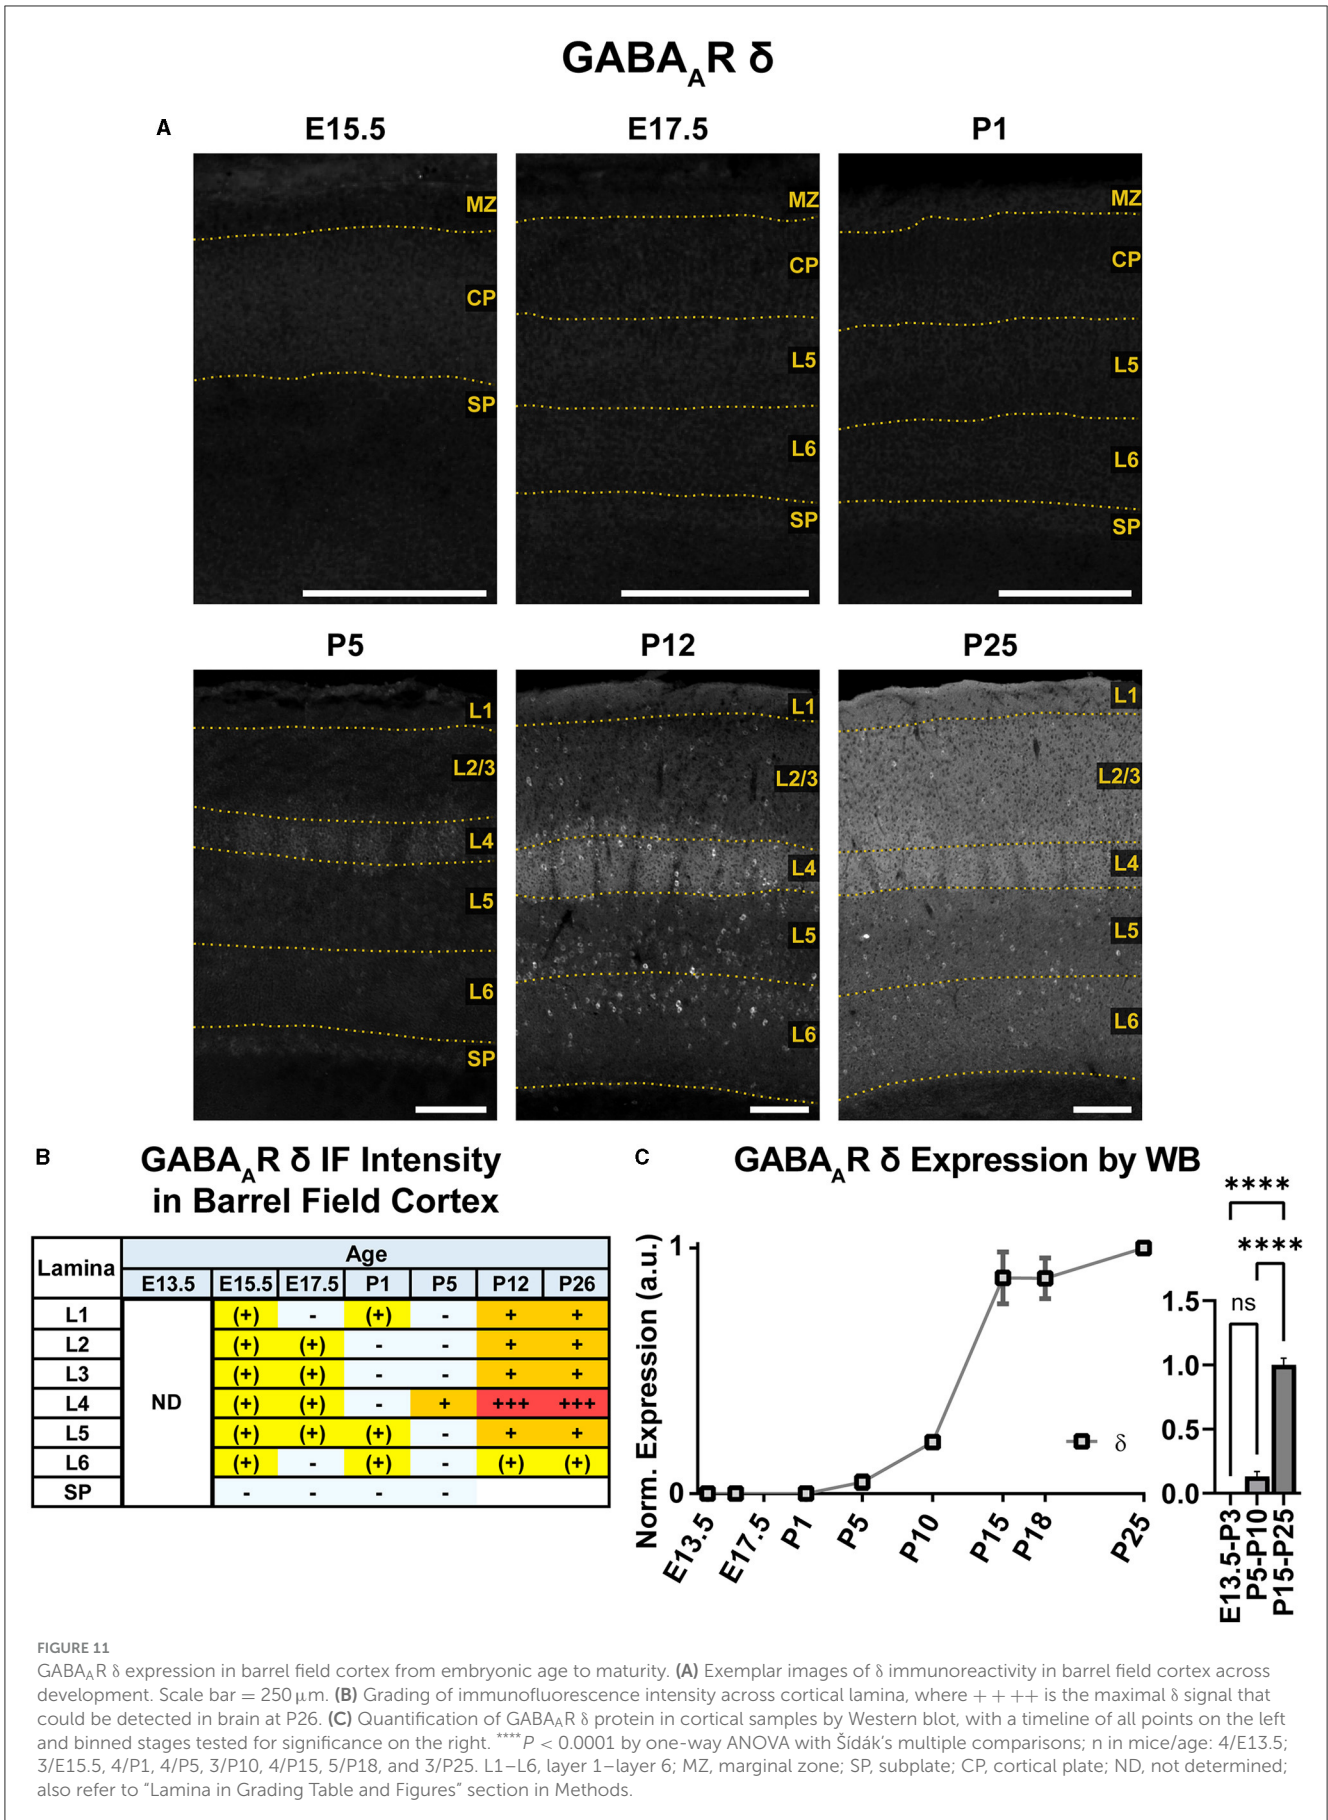 GABAAR δ
A
E15.5 E17.5 P1
MZ
CP
SP
MZ
CP
L5
L6
SP
MZ
CP
L5
L6
SP
P5 P12 P25
L1
L2/3
L4
L5
L6
SP
L1
L2/3
L4
L5
L6
L1
L2/3
L4
L5
L6
B
GABAAR δ IF Intensity
in Barrel Field Cortex
Lamina Age
E13.5 E15.5 E17.5 P1 P5 P12 P26
L1 (+) - (+) - + +
L2 (+) (+) - - + +
L3 (+) (+) - - + +
L4 ND (+) (+) - + +++ +++
L5 (+) (+) (+) - + +
L6 (+) - (+) - (+) (+)
SP - - - -
C
GABAAR δ Expression by WB
Norm. Expression (a.u.)
1
0
E13.5 E17.5 P1 P5 P10 P15 P18 P25
δ
****
****
ns
1.5
1.0
0.5
0.0
E13.5-P3
P5-P10
P15-P25
FIGURE 11
GABAAR δ expression in barrel field cortex from embryonic age to maturity. (A) Exemplar images of δ immunoreactivity in barrel field cortex across
development. Scale bar = 250 μm. (B) Grading of immunofluorescence intensity across cortical lamina, where + + ++ is the maximal δ signal that
could be detected in brain at P26. (C) Quantification of GABAAR δ protein in cortical samples by Western blot, with a timeline of all points on the left
and binned stages tested for significance on the right. ****P < 0.0001 by one-way ANOVA with Šídák's multiple comparisons; n in mice/age: 4/E13.5;
3/E15.5, 4/P1, 4/P5, 3/P10, 4/P15, 5/P18, and 3/P25. L1–L6, layer 1–layer 6; MZ, marginal zone; SP, subplate; CP, cortical plate; ND, not determined;
also refer to "Lamina in Grading Table and Figures" section in Methods.